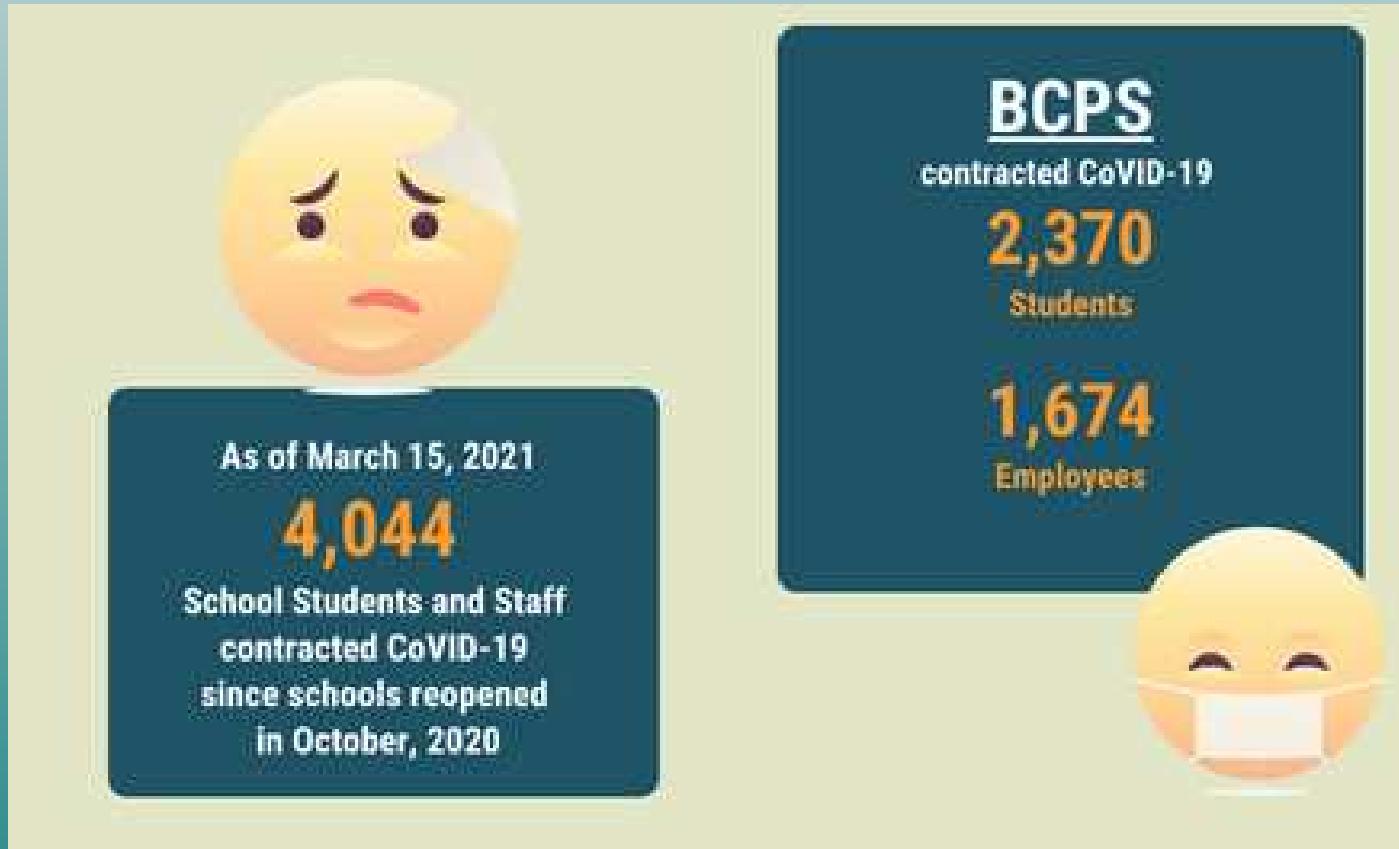 BCPS
contracted CoVID-19
2,370
Students
1,674
Employees
As of March 15, 2021
4,044
School Students and Staff
contracted CoVID-19
since schools reopened
in October, 2020